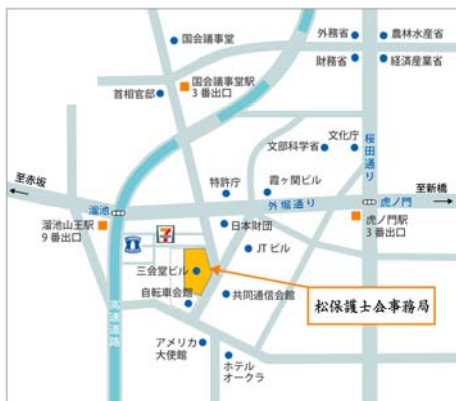 国会議事堂
外務省
農林水産省
財務省
経済産業省
国会議事堂駅
3番出口
首相官邸
文化庁
文部科学省
桜田通り
特許庁
霞ヶ関ビル
至赤坂
至新橋
溜池
外堀通り
虎ノ門
溜池山王駅
9番出口
日本財団
虎ノ門駅
3番出口
JTビル
三会堂ビル
自転車会館
共同通信会館
松保護士会事務局
高速道路
アメリカ
大使館
ホテル
オークラ